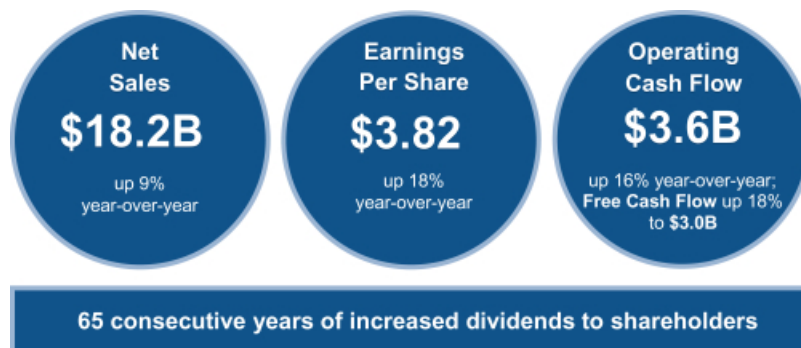 Net
Sales
$18.2B
up 9%
year-over-year
Earnings
Per Share
$3.82
up 18%
year-over-year
Operating
Cash Flow
$3.6B
up 16% year-over-year;
Free Cash Flow up 18%
to $3.0B
65 consecutive years of increased dividends to shareholders